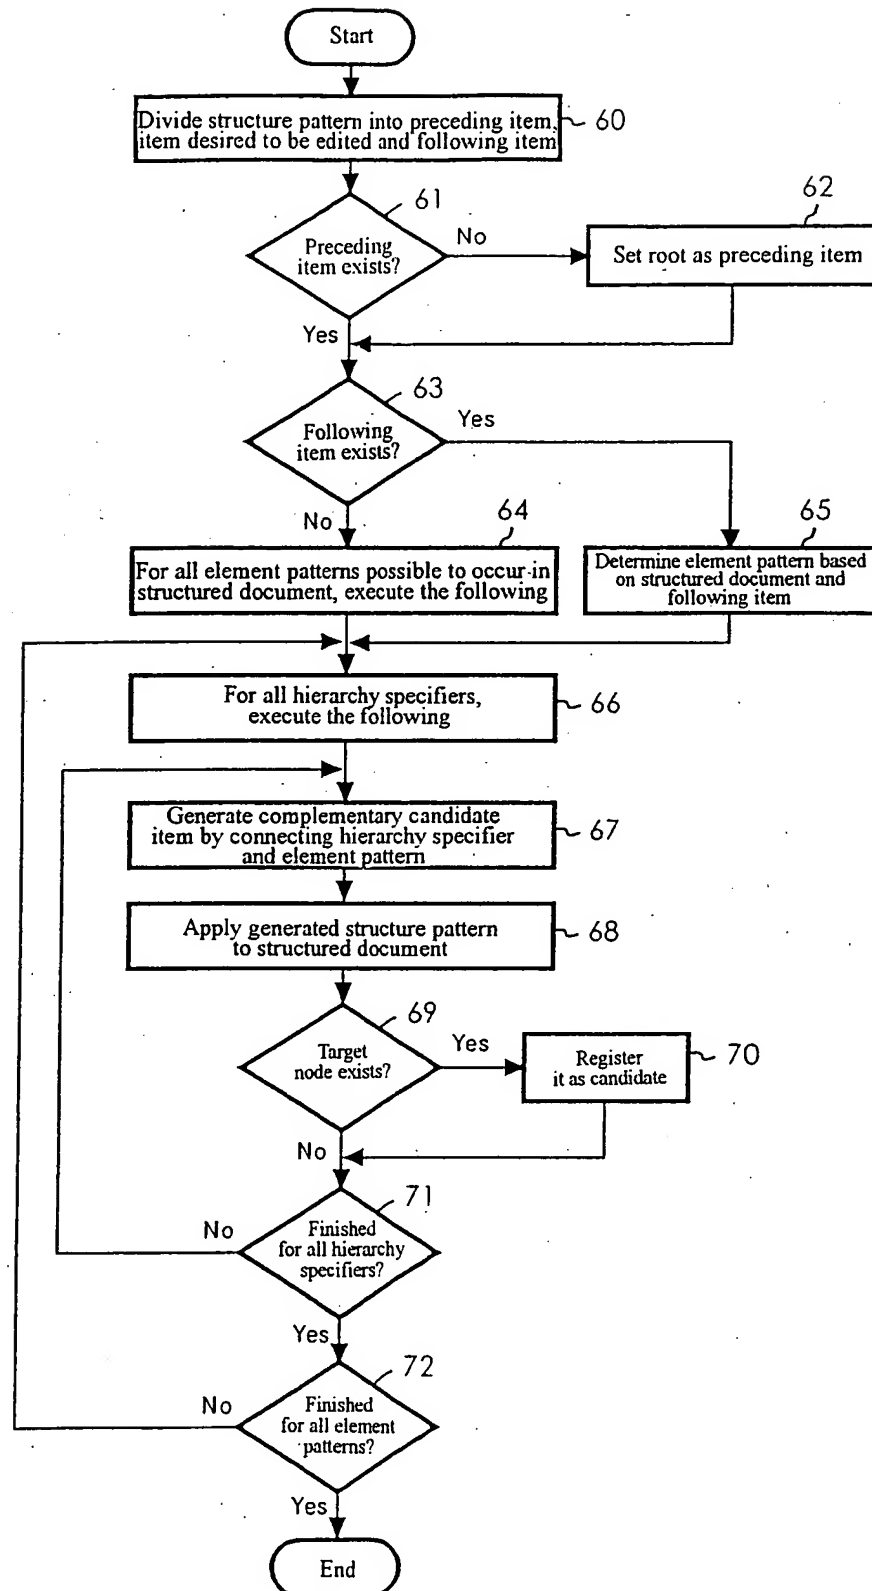 Start
Divide structure pattern into preceding item,
item desired to be edited and following item
60
61
Preceding
item exists?
No
62
Set root as preceding item
Yes
63
Following
item exists?
Yes
No
64
For all element patterns possible to occur in
structured document, execute the following
65
Determine element pattern based
on structured document and
following item
For all hierarchy specifiers,
execute the following
66
Generate complementary candidate
item by connecting hierarchy specifier
and element pattern
67
Apply generated structure pattern
to structured document
68
69
Target
node exists?
Yes
Register
it as candidate
70
No
71
Finished
for all hierarchy
specifiers?
No
Yes
72
Finished
for all element
patterns?
No
Yes
End